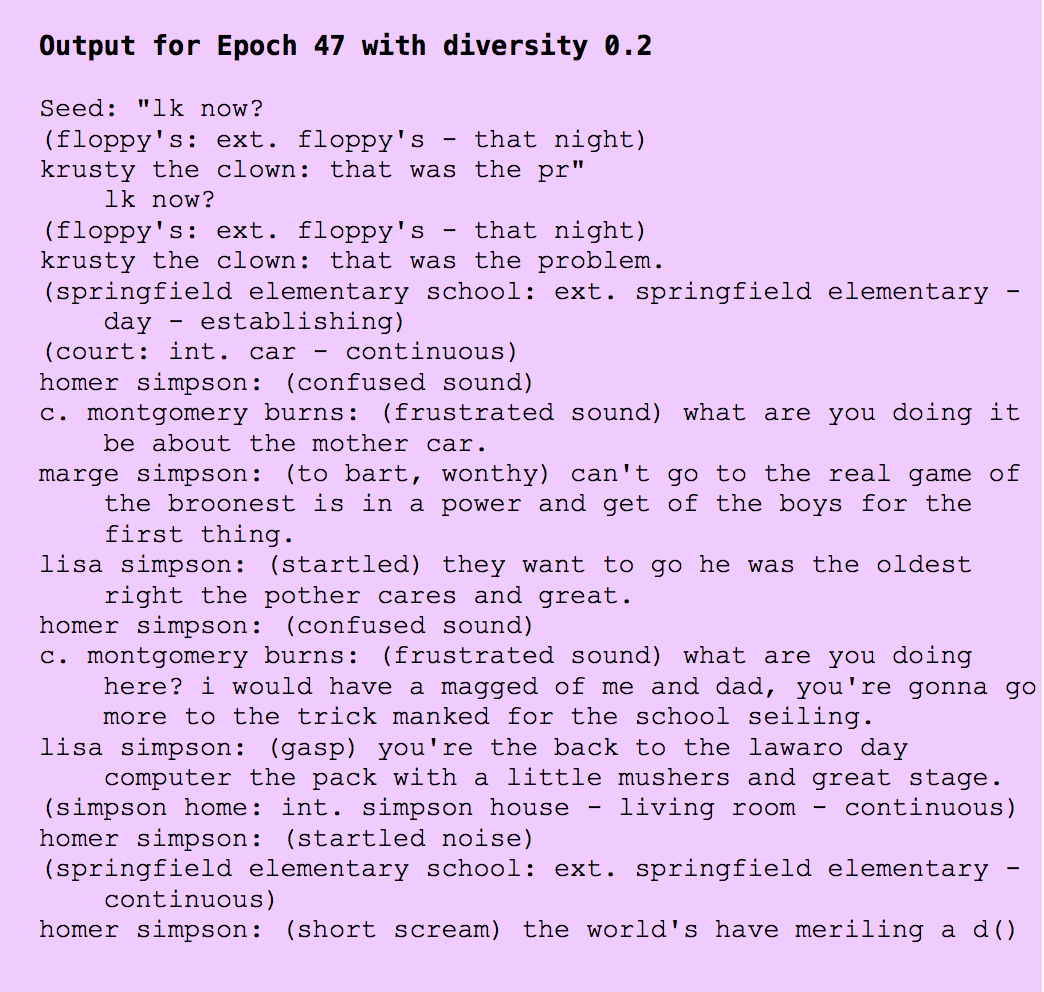 Output for Epoch 47 with diversity 0.2
Seed: "lk now?
(floppy's: ext. floppy's - that night)
krusty the clown: that was the pr"
lk now?
(floppy's: ext. floppy's - that night)
krusty the clown: that was the problem.
(springfield elementary school: ext. springfield elementary -
day - establishing)
(court: int. car - continuous)
homer simpson: (confused sound)
c. montgomery burns: (frustrated sound) what are you doing it
be about the mother car.
marge simpson: (to bart, wonthy) can't go to the real game of
the broonest is in a power and get of the boys for the
first thing.
lisa simpson: (startled) they want to go he was the oldest
right the pother cares and great.
homer simpson: (confused sound)
c. montgomery burns: (frustrated sound) what are you doing
here? i would have a magged of me and dad, you're gonna go
more to the trick manked for the school seiling.
lisa simpson: (gasp) you're the back to the lawaro day
computer the pack with a little mushers and great stage.
(simpson home: int. simpson house - living room - continuous)
homer simpson: (startled noise)
(springfield elementary school: ext. springfield elementary -
continuous)
homer simpson: (short scream) the world's have meriling a d()